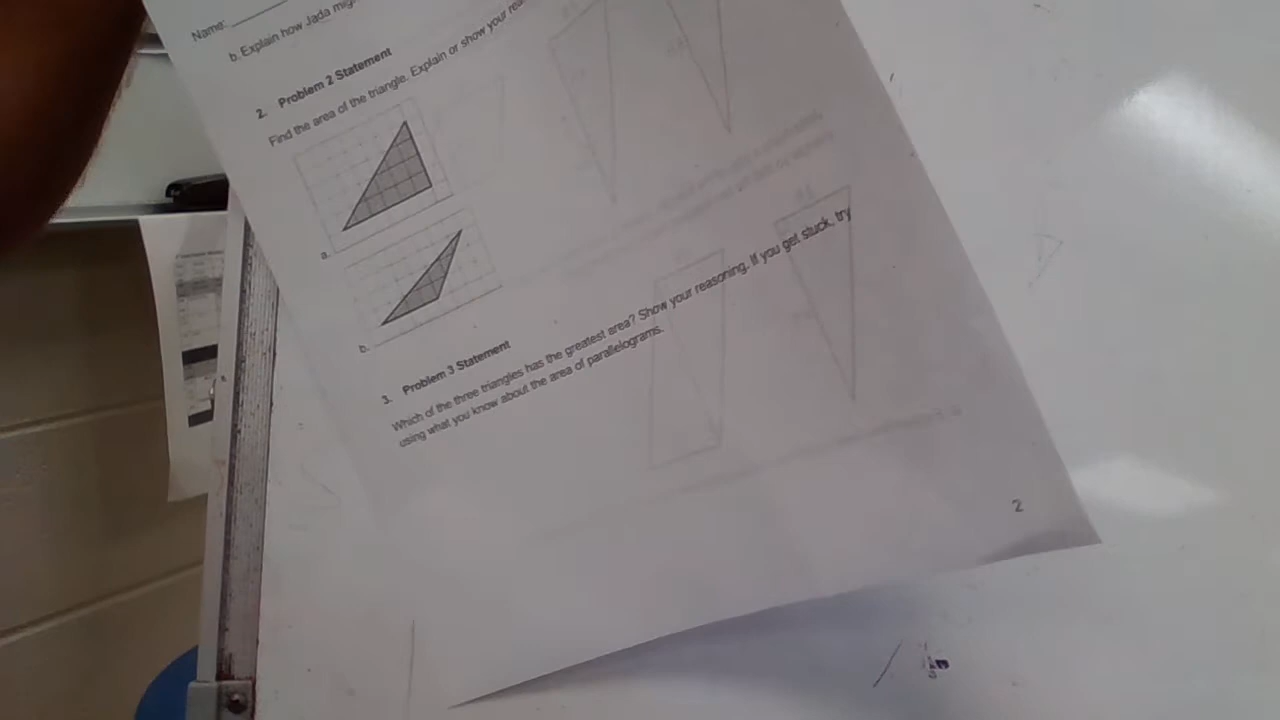 Name:
b. Explain how Jada
2. Problem 2 Statement
Find the area of the triangle. Explain or show your
a.
b.
3. Problem 3 Statement
Which of the three triangles has the greatest area? Show your reasoning. If you get stuck, try
using what you know about the area of parallelograms.
2